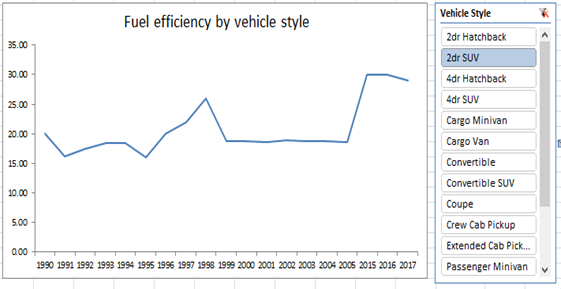 Fuel efficiency by vehicle style
35.00
30.00
25.00
20.00
15.00
10.00
5.00
0.00
1990 1991 1992 1993 1994 1995 1996 1997 1998 1999 2000 2001 2002 2003 2004 2005 2015 2016 2017
Vehicle Style
2dr Hatchback
2dr SUV
4dr Hatchback
4dr SUV
Cargo Minivan
Cargo Van
Convertible
Convertible SUV
Coupe
Crew Cab Pickup
Extended Cab Pick...
Passenger Minivan